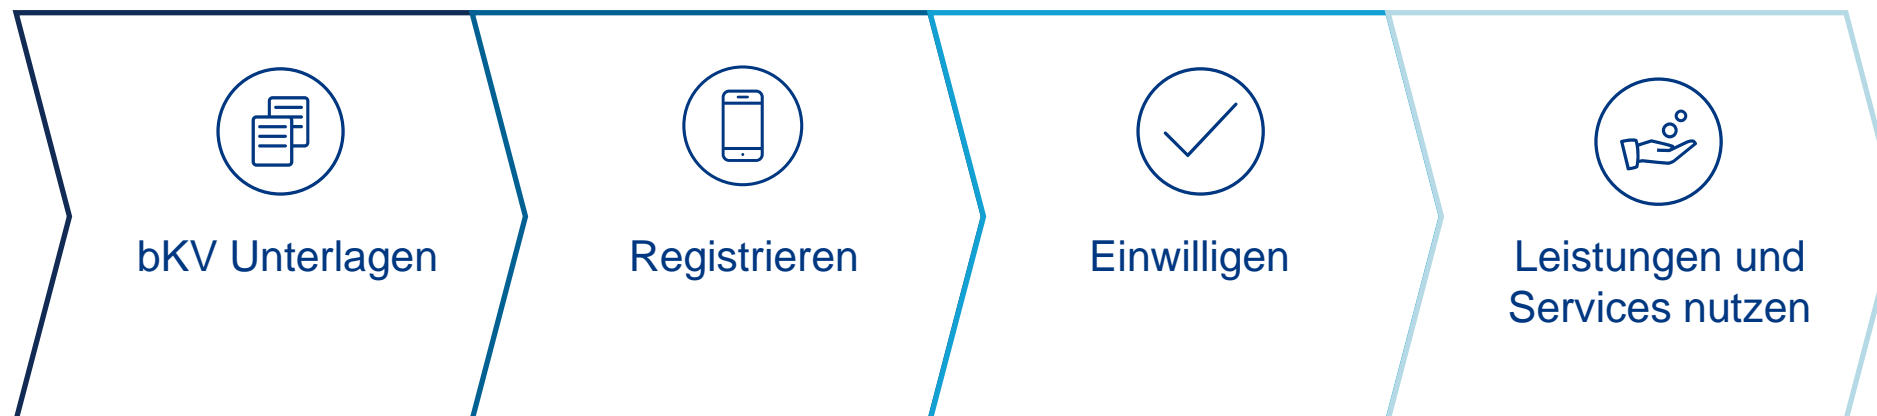 bKV Unterlagen
Registrieren
Einwilligen
Leistungen und
Services nutzen